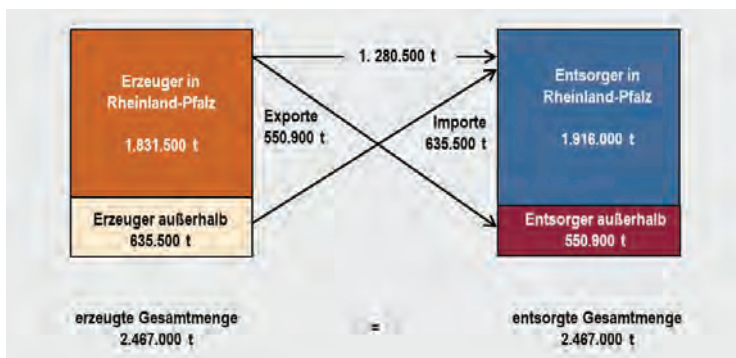 1. 280.500 t
Erzeuger in
Rheinland-Pfalz
1.831.500 t
Exporte
550.900 t
Importe
635.500 t
Entsorger in
Rheinland-Pfalz
1.916.000 t
Erzeuger außerhalb
635.500 t
Entsorger außerhalb
550.900 t
erzeugte Gesamtmenge
2.467.000 t
=
entsorgte Gesamtmenge
2.467.000 t